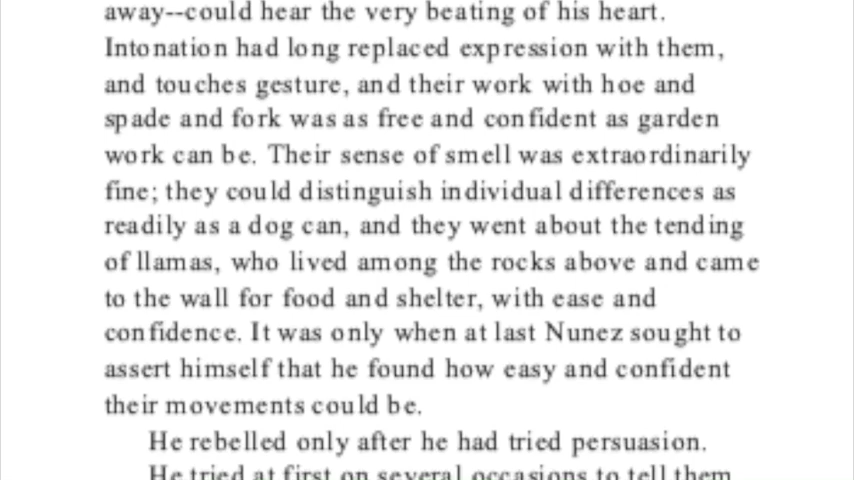 away--could hear the very beating of his heart.
Intonation had long replaced expression with them,
and touches gesture, and their work with hoe and
spade and fork was as free and confident as garden
work can be. Their sense of smell was extraordinarily
fine; they could distinguish individual differences as
readily as a dog can, and they went about the tending
of llamas, who lived among the rocks above and came
to the wall for food and shelter, with ease and
confidence. It was only when at last Nunez sought to
assert himself that he found how easy and confident
their movements could be.
He rebelled only after he had tried persuasion.
He tried at first on several occasions to tell them